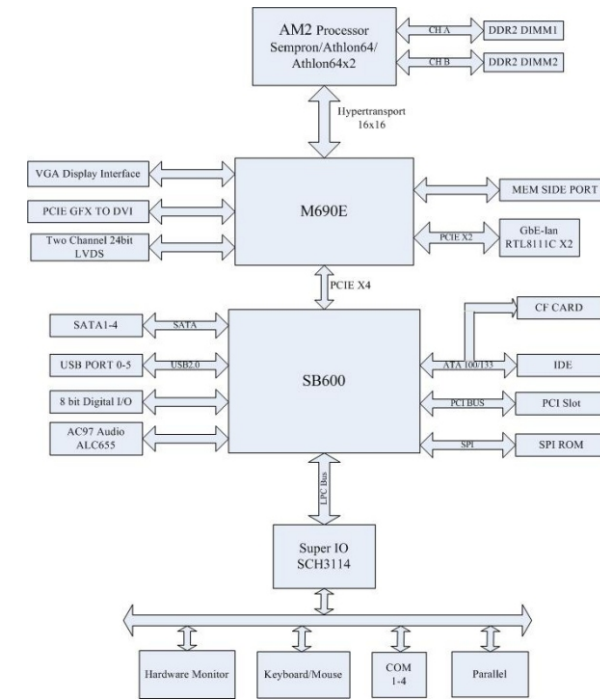 AM2 Processor
Sempron/Athlon64/
Athlon64x2
CH A
DDR2 DIMM1
CH B
DDR2 DIMM2
Hypertransport
16x16
VGA Display Interface
PCIE GFX TO DVI
Two Channel 24bit
LVDS
M690E
MEM SIDE PORT
PCIE X2
GbE-lan
RTL8111C X2
PCIE X4
SATA1-4
SATA
USB PORT 0-5
USB2.0
8 bit Digital I/O
AC97 Audio
ALC655
SB600
CF CARD
ATA 100/133
IDE
PCI BUS
PCI Slot
SPI
SPI ROM
LPC Bus
Super IO
SCH3114
Hardware Monitor
Keyboard/Mouse
COM
1-4
Parallel